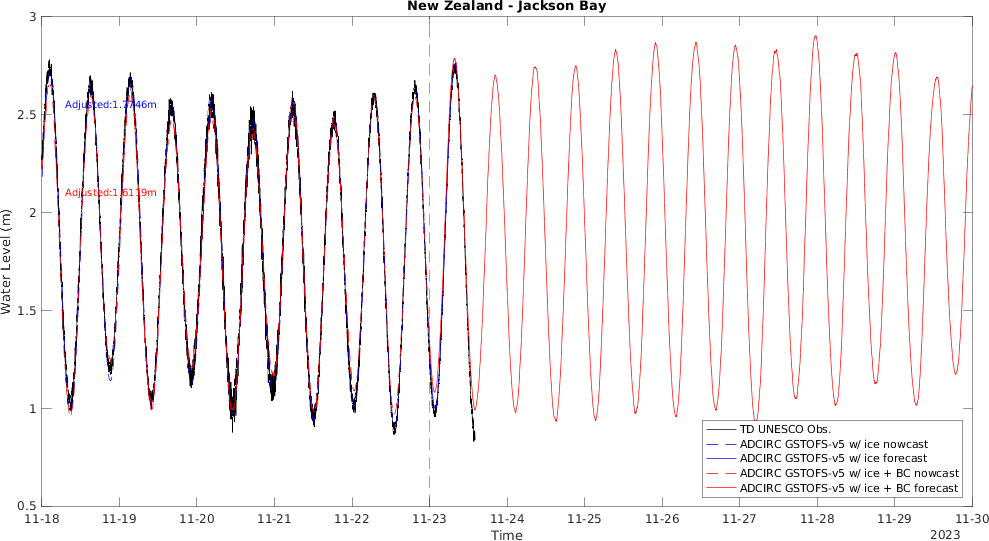 New Zealand - Jackson Bay
3
2.5
2
1.5
1
0.5
Water Level (m)
Adjusted:1.7746m
Adjusted:1.6119m
TD UNESCO Obs.
ADCIRC GSTOFS-v5 w/ ice nowcast
ADCIRC GSTOFS-v5 w/ ice forecast
ADCIRC GSTOFS-v5 w/ ice + BC nowcast
ADCIRC GSTOFS-v5 w/ ice + BC forecast
11-18 11-19 11-20 11-21 11-22 11-23 11-24 11-25 11-26 11-27 11-28 11-29 11-30
Time
2023